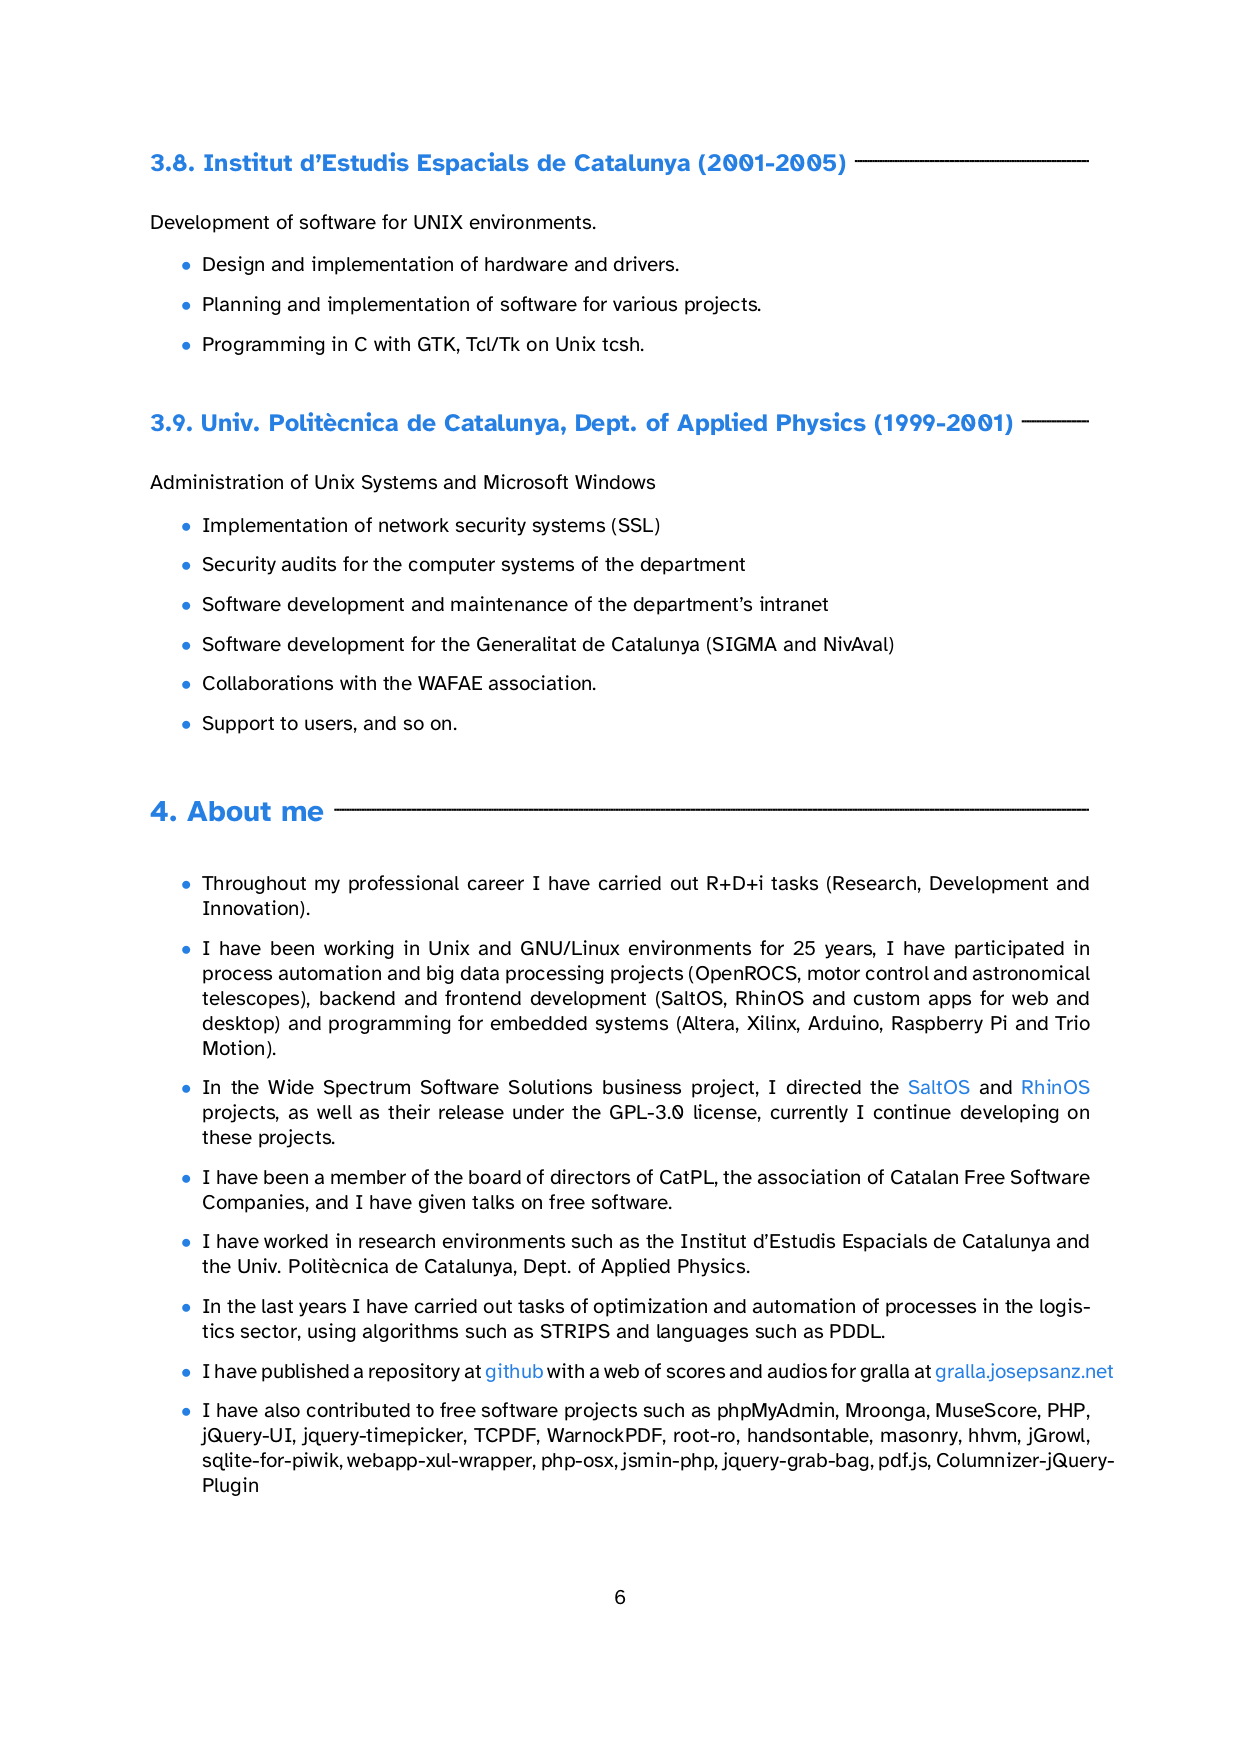 3.8. Institut d’Estudis Espacials de Catalunya (2001-2005)
Development of software for UNIX environments.
• Design and implementation of hardware and drivers.
• Planning and implementation of software for various projects.
• Programming in C with GTK, Tcl/Tk on Unix tcsh.
3.9. Univ. Politècnica de Catalunya, Dept. of Applied Physics (1999-2001)
Administration of Unix Systems and Microsoft Windows
• Implementation of network security systems (SSL)
• Security audits for the computer systems of the department
• Software development and maintenance of the department’s intranet
• Software development for the Generalitat de Catalunya (SIGMA and NivAval)
• Collaborations with the WAFAE association.
• Support to users, and so on.
4. About me
• Throughout my professional career I have carried out R+D+i tasks (Research, Development and
Innovation).
• I have been working in Unix and GNU/Linux environments for 25 years, I have participated in
process automation and big data processing projects (OpenROCS, motor control and astronomical
telescopes), backend and frontend development (SaltOS, RhinOS and custom apps for web and
desktop) and programming for embedded systems (Altera, Xilinx, Arduino, Raspberry Pi and Trio
Motion).
• In the Wide Spectrum Software Solutions business project, I directed the SaltOS and RhinOS
projects, as well as their release under the GPL-3.0 license, currently I continue developing on
these projects.
• I have been a member of the board of directors of CatPL, the association of Catalan Free Software
Companies, and I have given talks on free software.
• I have worked in research environments such as the Institut d’Estudis Espacials de Catalunya and
the Univ. Politècnica de Catalunya, Dept. of Applied Physics.
• In the last years I have carried out tasks of optimization and automation of processes in the logis-
tics sector, using algorithms such as STRIPS and languages such as PDDL.
• I have published a repository at github with a web of scores and audios for gralla at gralla.josepsanz.net
• I have also contributed to free software projects such as phpMyAdmin, Mroonga, MuseScore, PHP,
jQuery-UI, jquery-timepicker, TCPDF, WarnockPDF, root-ro, handsontable, masonry, hhvm, jGrowl,
sqlite-for-piwik, webapp-xul-wrapper, php-osx, jsmin-php, jquery-grab-bag, pdf.js, Columnizer-jQuery-
Plugin
6